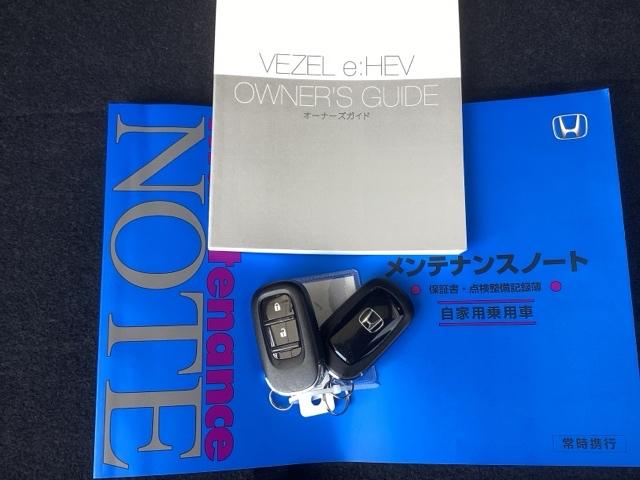 VEZEL e:HEV
OWNER'S GUIDE
オーナーズガイド
Maintenance
NOTE
メンテナンスノート
保証書・点検整備記録簿
自家用乗用車
常時携行